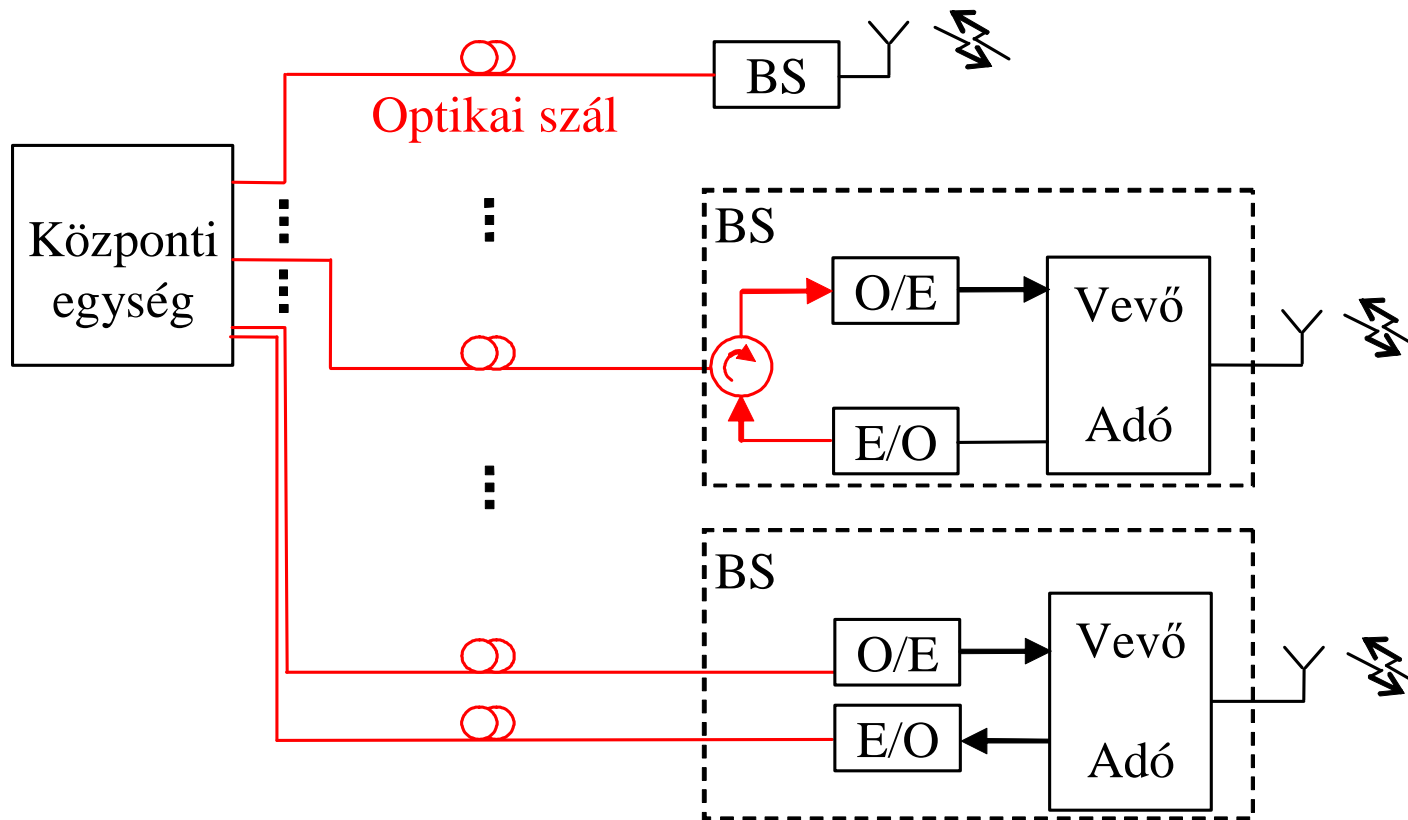 BS
Optikai szál
Központi
egység
BS
O/E
Vevő
E/O
Adó
BS
O/E
Vevő
E/O
Adó